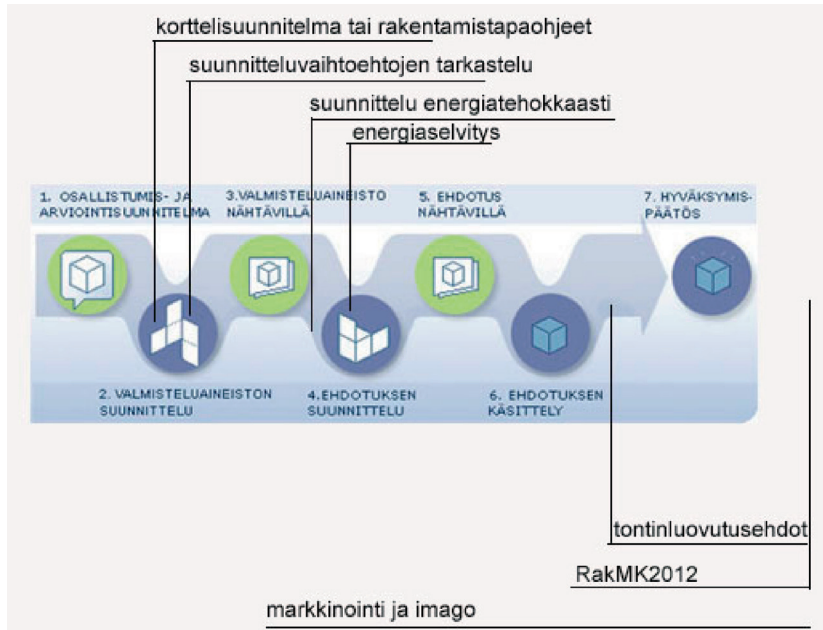 korttelisuunnitelma tai rakentamistapaohjeet
suunnitteluvaihtoehtojen tarkastelu
suunnittelu energiatehokkaasti
energiaselvitys
1. OSALLISTUMIS- JA
ARVIOINTISUUNNITELMA
3.VALMISTELUAINEISTO
NÄHTÄVILLÄ
5. EHDOTUS
NÄHTÄVILLÄ
7. HYVÄKSYMIS-
PÄÄTÖS
2. VALMISTELUAINEISTON
SUUNNITTELU
4.EHDOTUKSEN
SUUNNITTELU
6. EHDOTUKSEN
KÄSITTELY
tontinluovutusehdot
RakMK2012
markkinointi ja imago